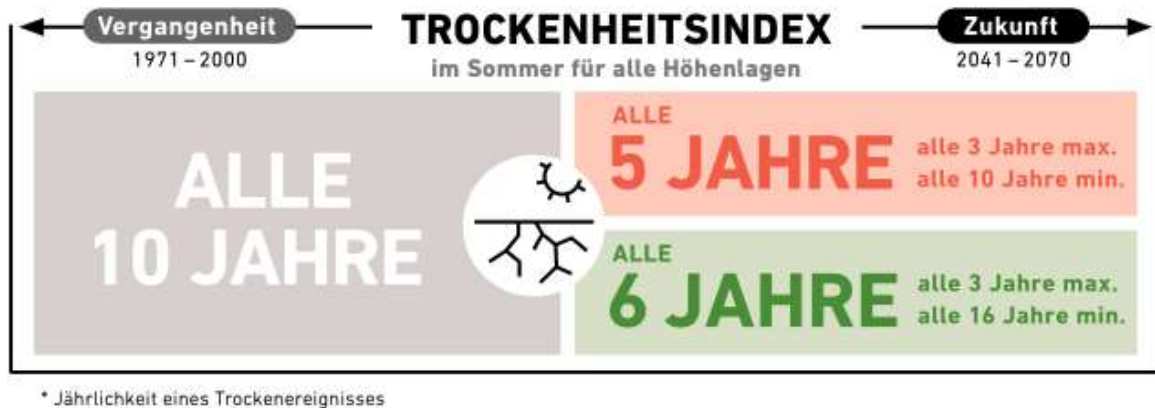 Vergangenheit
1971 – 2000
TROCKENHEITSINDEX
im Sommer für alle Höhenlagen
Zukunft
2041 – 2070
ALLE
10 JAHRE
ALLE
5 JAHRE
alle 3 Jahre max.
alle 10 Jahre min.
ALLE
6 JAHRE
alle 3 Jahre max.
alle 16 Jahre min.
* Jährlichkeit eines Trockenereignisses